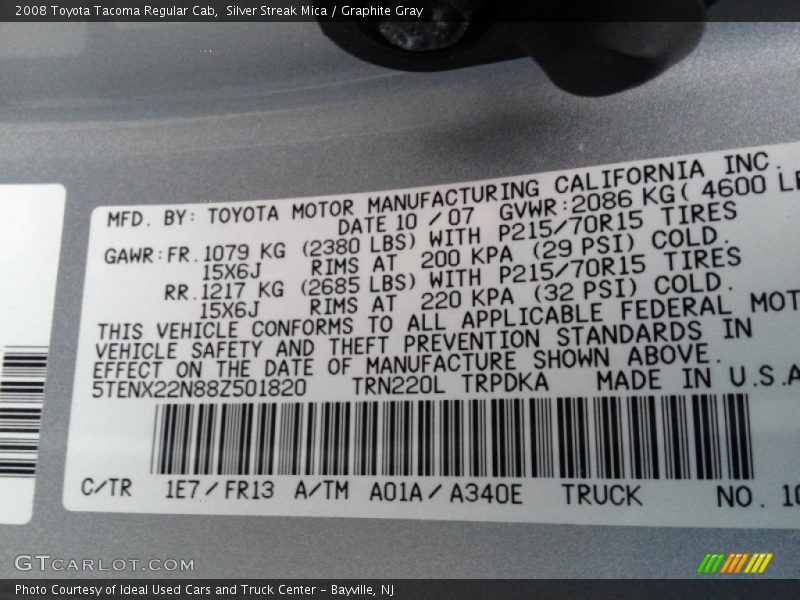 2008 Toyota Tacoma Regular Cab,  Silver Streak Mica / Graphite Gray
MFD. BY: TOYOTA MOTOR MANUFACTURING CALIFORNIA INC.
DATE 10 / 07 GVWR:2086 KG( 4600 L
GAWR:FR.1079 KG (2380 LBS) WITH P215/70R15 TIRES
15X6J RIMS AT 200 KPA (29 PSI) COLD.
RR.1217 KG (2685 LBS) WITH P215/70R15 TIRES
15X6J RIMS AT 220 KPA (32 PSI) COLD.
THIS VEHICLE CONFORMS TO ALL APPLICABLE FEDERAL MOT
VEHICLE SAFETY AND THEFT PREVENTION STANDARDS IN
EFFECT ON THE DATE OF MANUFACTURE SHOWN ABOVE.
5TENX22N88Z501820 TRN220L TRPDKA MADE IN U.S.A
C/TR 1E7/FR13 A/TM A01A/A340E TRUCK NO. 10
GTCARLOT.COM
Photo Courtesy of Ideal Used Cars and Truck Center – Bayville, NJ